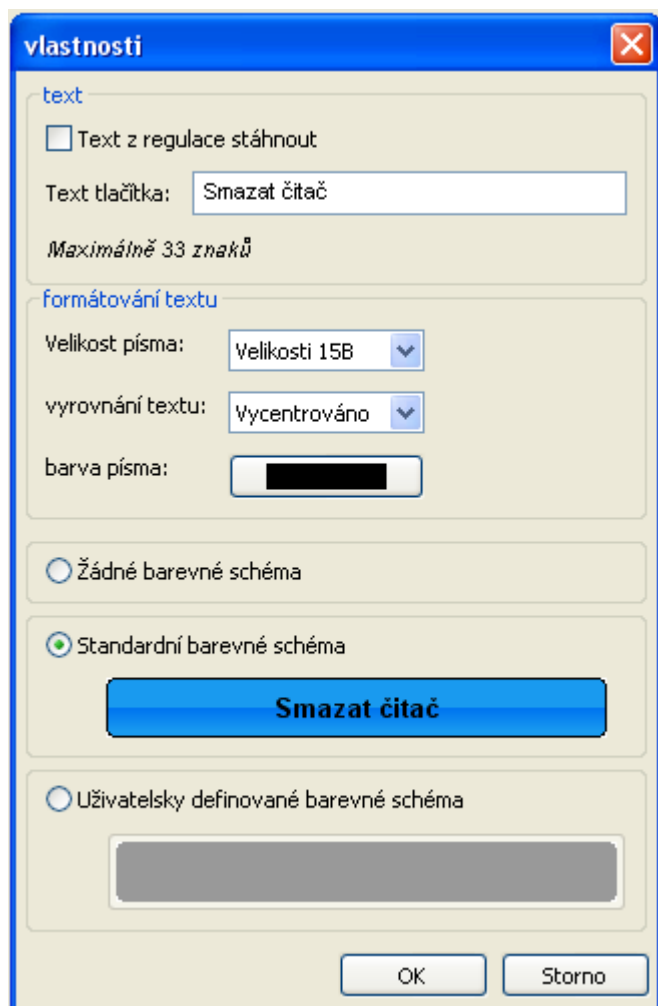 vlastnosti
text
Text z regulace stáhnout
Text tlačítka: Smazat čitač
Maximálně 33 znaků
formátování textu
Velikost písma: Velikosti 15B
vyrovnání textu: Vycentrováno
barva písma:
Žádné barevné schéma
Standardní barevné schéma
Smazat čitač
Uživatelsky definované barevné schéma
OK Storno